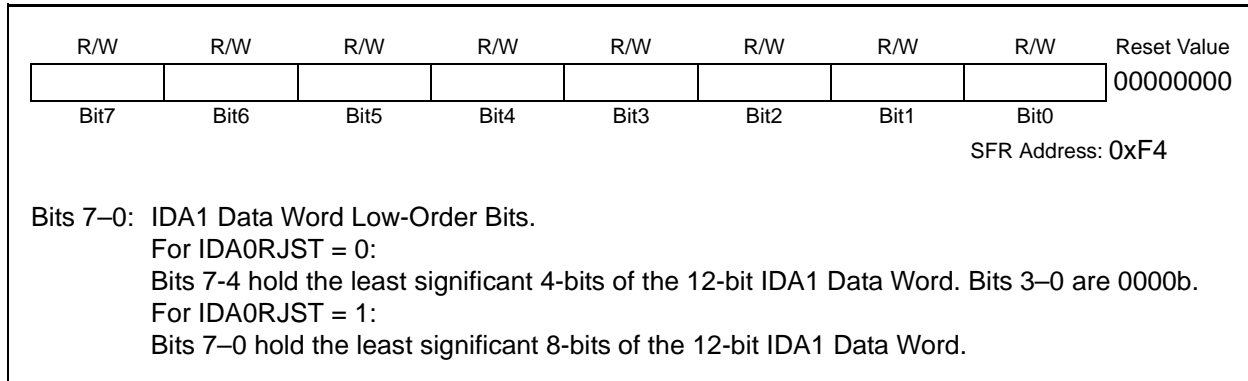 R/W R/W R/W R/W R/W R/W R/W R/W Reset Value
00000000
Bit7 Bit6 Bit5 Bit4 Bit3 Bit2 Bit1 Bit0
SFR Address: 0xF4
Bits 7–0: IDA1 Data Word Low-Order Bits.
For IDA0RJST = 0:
Bits 7-4 hold the least significant 4-bits of the 12-bit IDA1 Data Word. Bits 3–0 are 0000b.
For IDA0RJST = 1:
Bits 7–0 hold the least significant 8-bits of the 12-bit IDA1 Data Word.